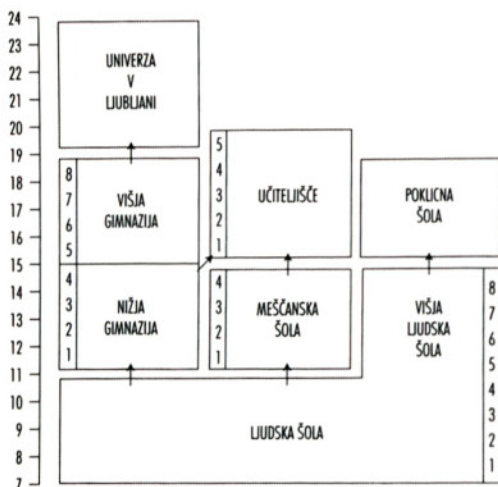 24
23
22
21
20
19
18
17
16
15
14
13
12
11
10
9
8
7
UNIVERZA
V
LJUBLJANI
8
7
6
5
VIŠJA
GIMNAZIJA
4
3
2
1
NIŽJA
GIMNAZIJA
5
4
3
2
1
UČITELJIŠČE
4
3
2
1
MEŠČANSKA
ŠOLA
POKLICNA
ŠOLA
VIŠJA
LJUDSKA
ŠOLA
8
7
6
5
4
3
2
1
LJUDSKA ŠOLA